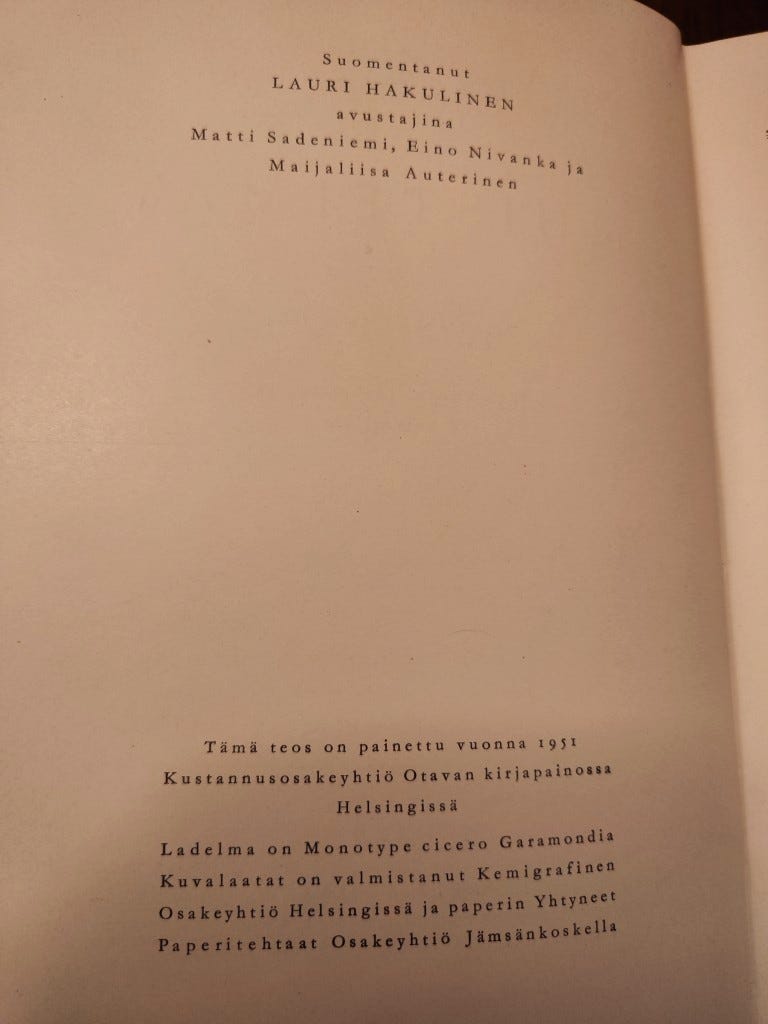 Suomentanut
LAURI HAKULINEN
avustajina
Matti Sadeniemi, Eino Nivanka ja
Maijaliisa Auterinen
Tämä teos on painettu vuonna 1951
Kustannusosakeyhtiö Otavan kirjapainossa
Helsingissä
Ladelma on Monotype cicero Garamondia
Kuvalaatat on valmistanut Kemigrafinen
Osakeyhtiö Helsingissä ja paperin Yhtyneet
Paperitehtaat Osakeyhtiö Jämsänkoskella